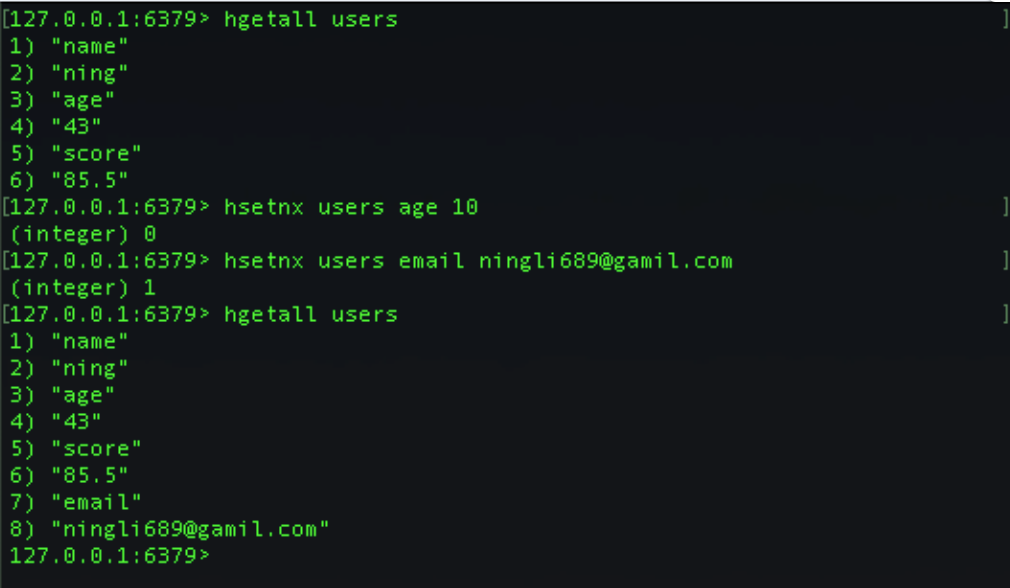 [127.0.0.1:6379> hgetall users ]
1) "name"
2) "ning"
3) "age"
4) "43"
5) "score"
6) "85.5"
[127.0.0.1:6379> hsetnx users age 10 ]
(integer) 0
[127.0.0.1:6379> hsetnx users email ningli689@gamil.com ]
(integer) 1
[127.0.0.1:6379> hgetall users ]
1) "name"
2) "ning"
3) "age"
4) "43"
5) "score"
6) "85.5"
7) "email"
8) "ningli689@gamil.com"
127.0.0.1:6379>